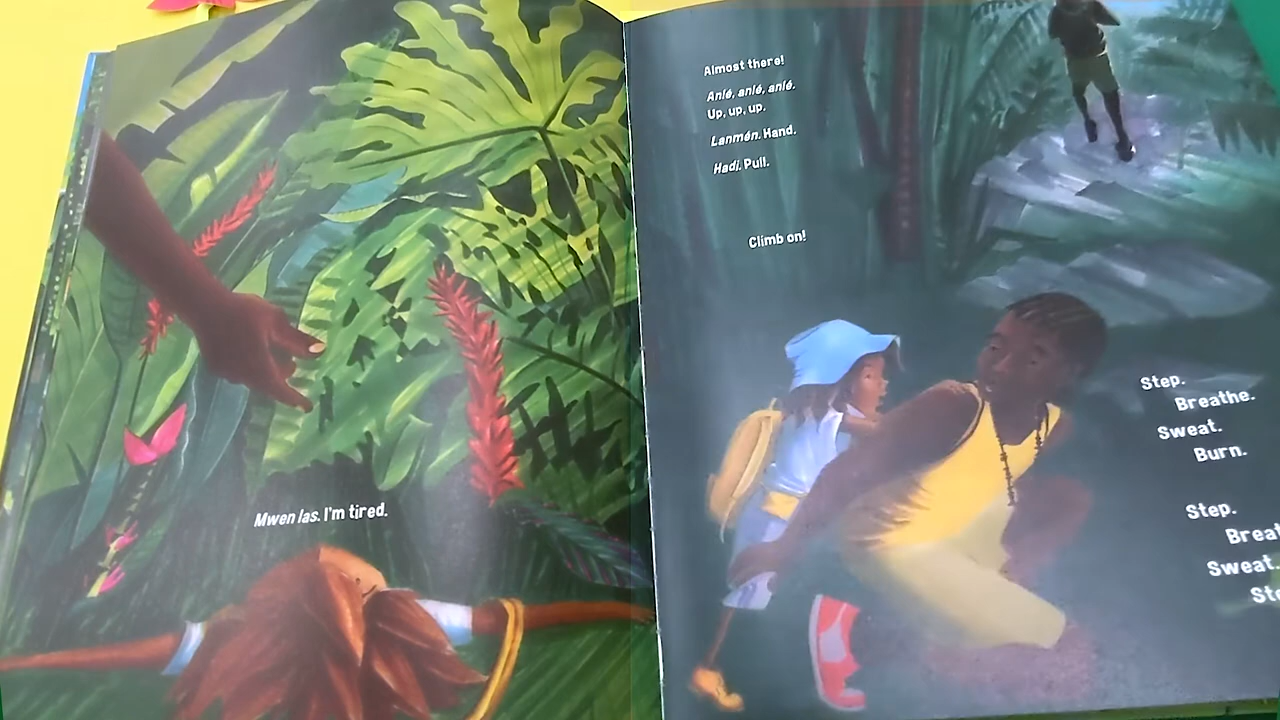 Mwen las. I'm tired.
Almost there!
Anlé, anlé, anlé.
Up, up, up.
Lanmén. Hand.
Hadi. Pull.
Climb on!
Step.
Breathe.
Sweat.
Burn.
Step.
Sweat.